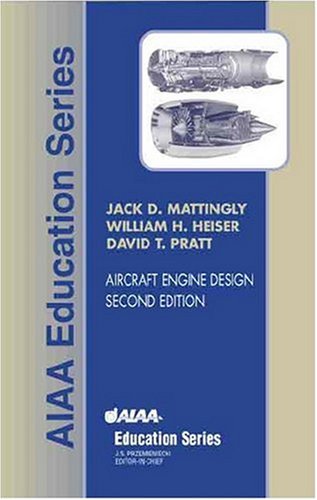 AIAA Education Series
JACK D. MATTINGLY
WILLIAM H. HEISER
DAVID T. PRATT
AIRCRAFT ENGINE DESIGN
SECOND EDITION
AIAA
Education Series
J.S. PRZEMIENIECKI
EDITOR-IN-CHIEF